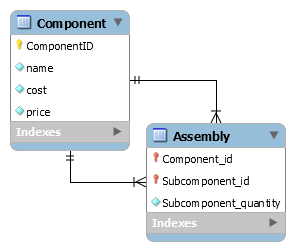 Component
ComponentID
name
cost
price
Indexes
Assembly
Component_id
Subcomponent_id
Subcomponent_quantity
Indexes